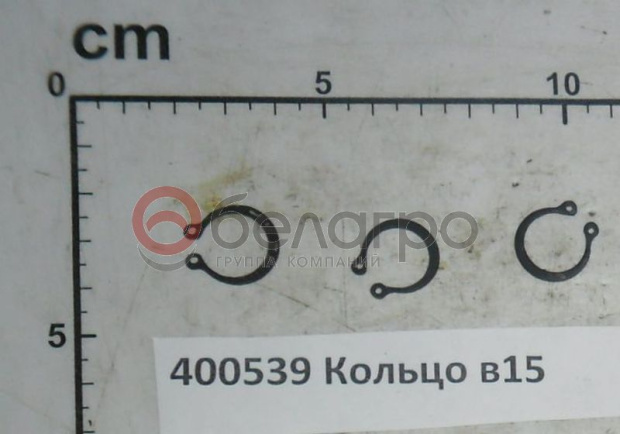 cm
0 5 10
белагро
ГРУППА КОМПАНИЙ
5
400539 Кольцо в15